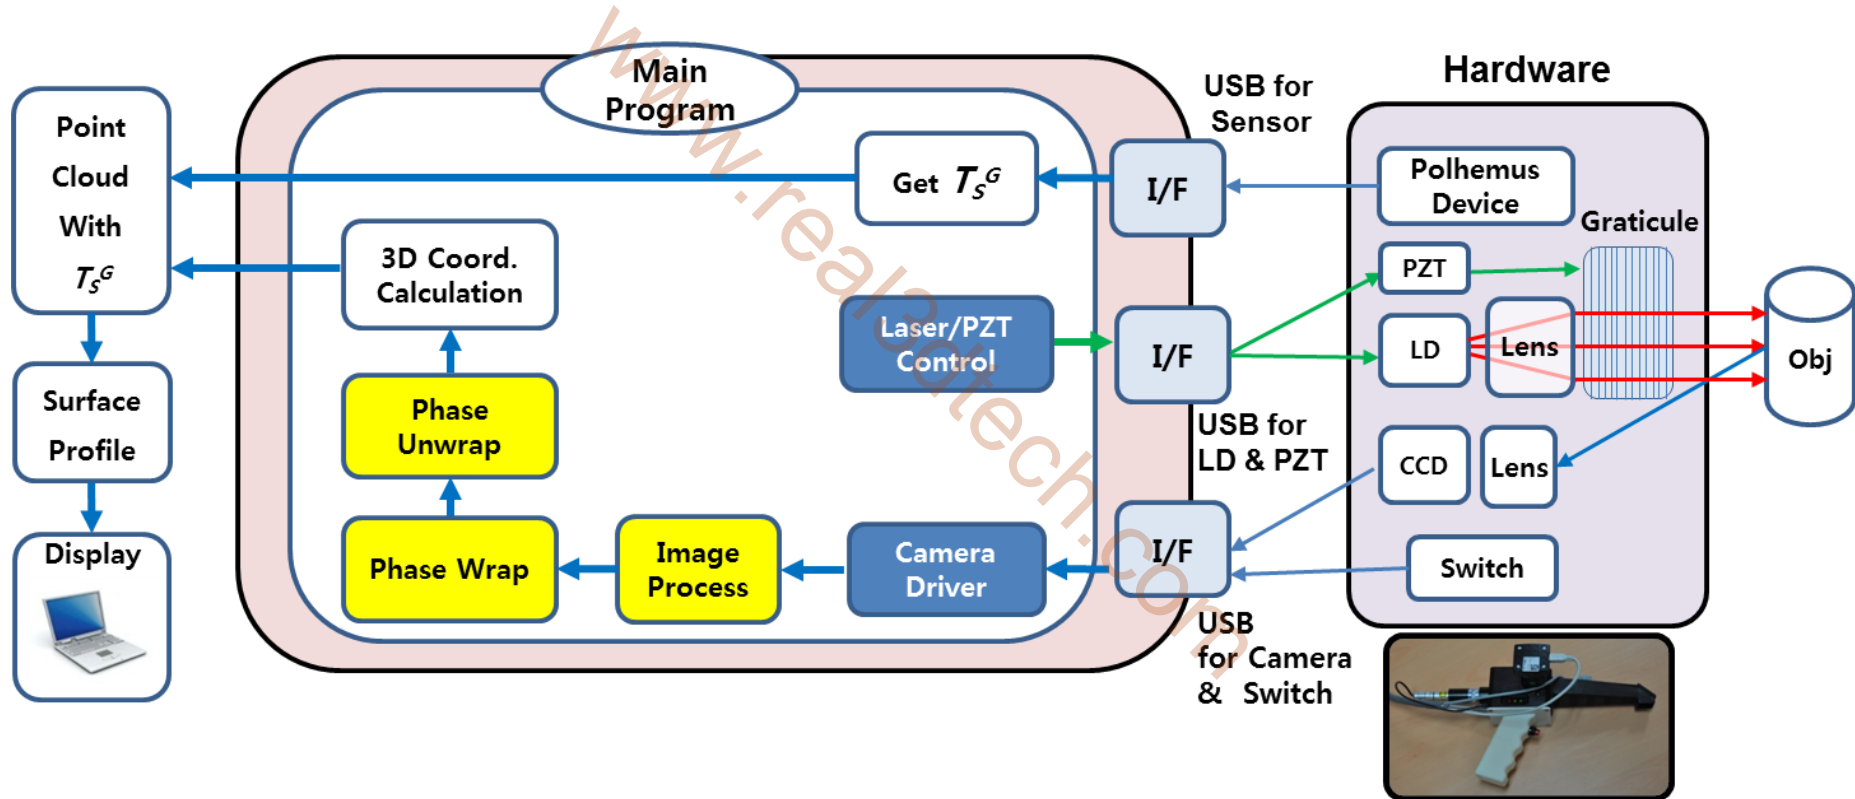 Main
Program
Hardware
USB for
Sensor
Point
Cloud
With
T_S^G
Get T_S^G
I/F
Polhemus
Device
Graticule
3D Coord.
Calculation
PZT
Laser/PZT
Control
I/F
LD
Lens
Obj
Surface
Profile
Phase
Unwrap
USB for
LD & PZT
CCD
Lens
Display
Phase Wrap
Image
Process
Camera
Driver
I/F
Switch
USB
for Camera
& Switch
www.real3dtech.com